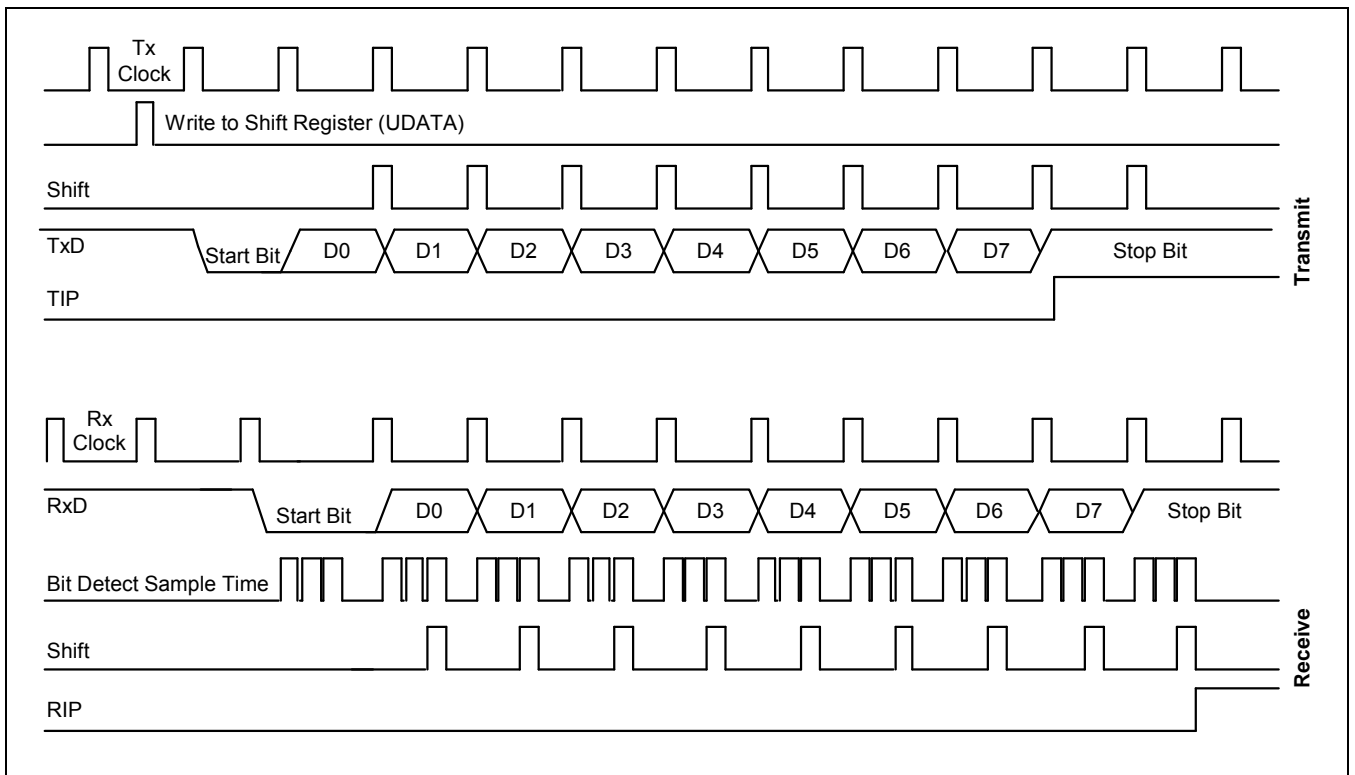 Tx
Clock
Write to Shift Register (UDATA)
Shift
TxD
Start Bit
D0
D1
D2
D3
D4
D5
D6
D7
Stop Bit
TIP
Transmit
Rx
Clock
RxD
Start Bit
D0
D1
D2
D3
D4
D5
D6
D7
Stop Bit
Bit Detect Sample Time
Shift
RIP
Receive